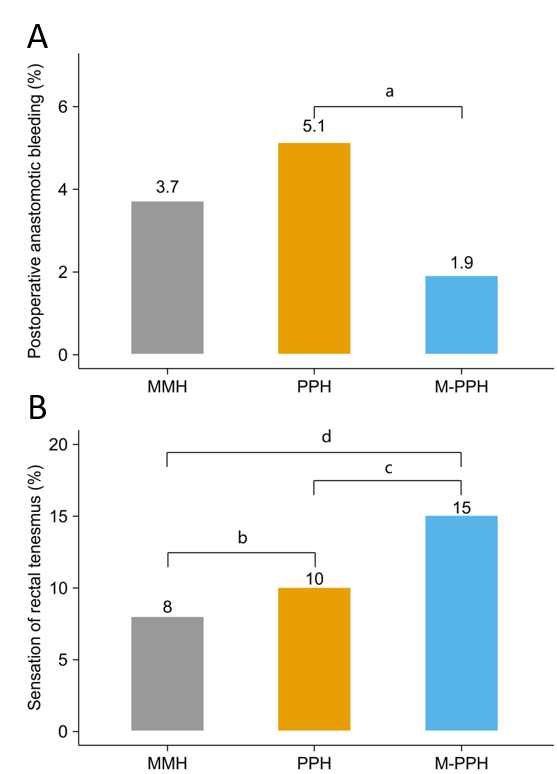 A
Postoperative anastomotic bleeding (%)
6
4
2
0
a
3.7
5.1
1.9
MMH
PPH
M-PPH
B
Sensation of rectal tenesmus (%)
20
15
10
5
0
d
c
b
8
10
15
MMH
PPH
M-PPH